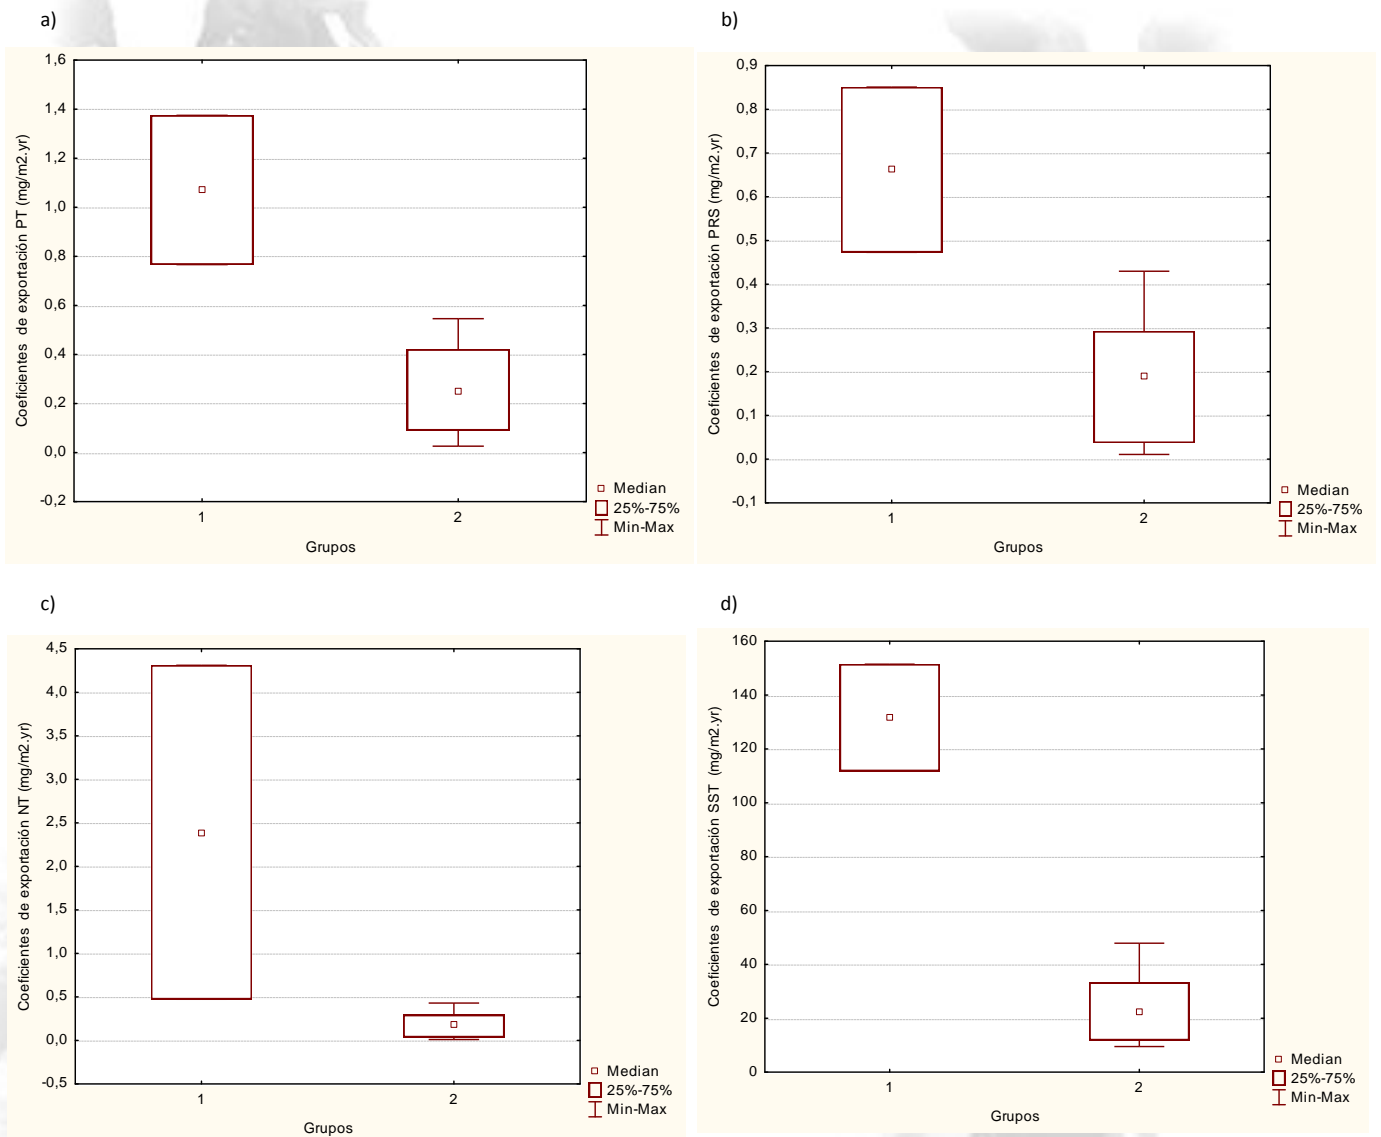 a)
Coeficientes de exportación PT (mg/m2.yr)
1,6
1,4
1,2
1,0
0,8
0,6
0,4
0,2
0,0
-0,2
1 2
Grupos
Median
25%-75%
Min-Max
b)
Coeficientes de exportación PRS (mg/m2.yr)
0,9
0,8
0,7
0,6
0,5
0,4
0,3
0,2
0,1
0,0
-0,1
1 2
Grupos
Median
25%-75%
Min-Max
c)
Coeficientes de exportación NT (mg/m2.yr)
4,5
4,0
3,5
3,0
2,5
2,0
1,5
1,0
0,5
0,0
-0,5
1 2
Grupos
Median
25%-75%
Min-Max
d)
Coeficientes de exportación SST (mg/m2.yr)
160
140
120
100
80
60
40
20
0
1 2
Grupos
Median
25%-75%
Min-Max